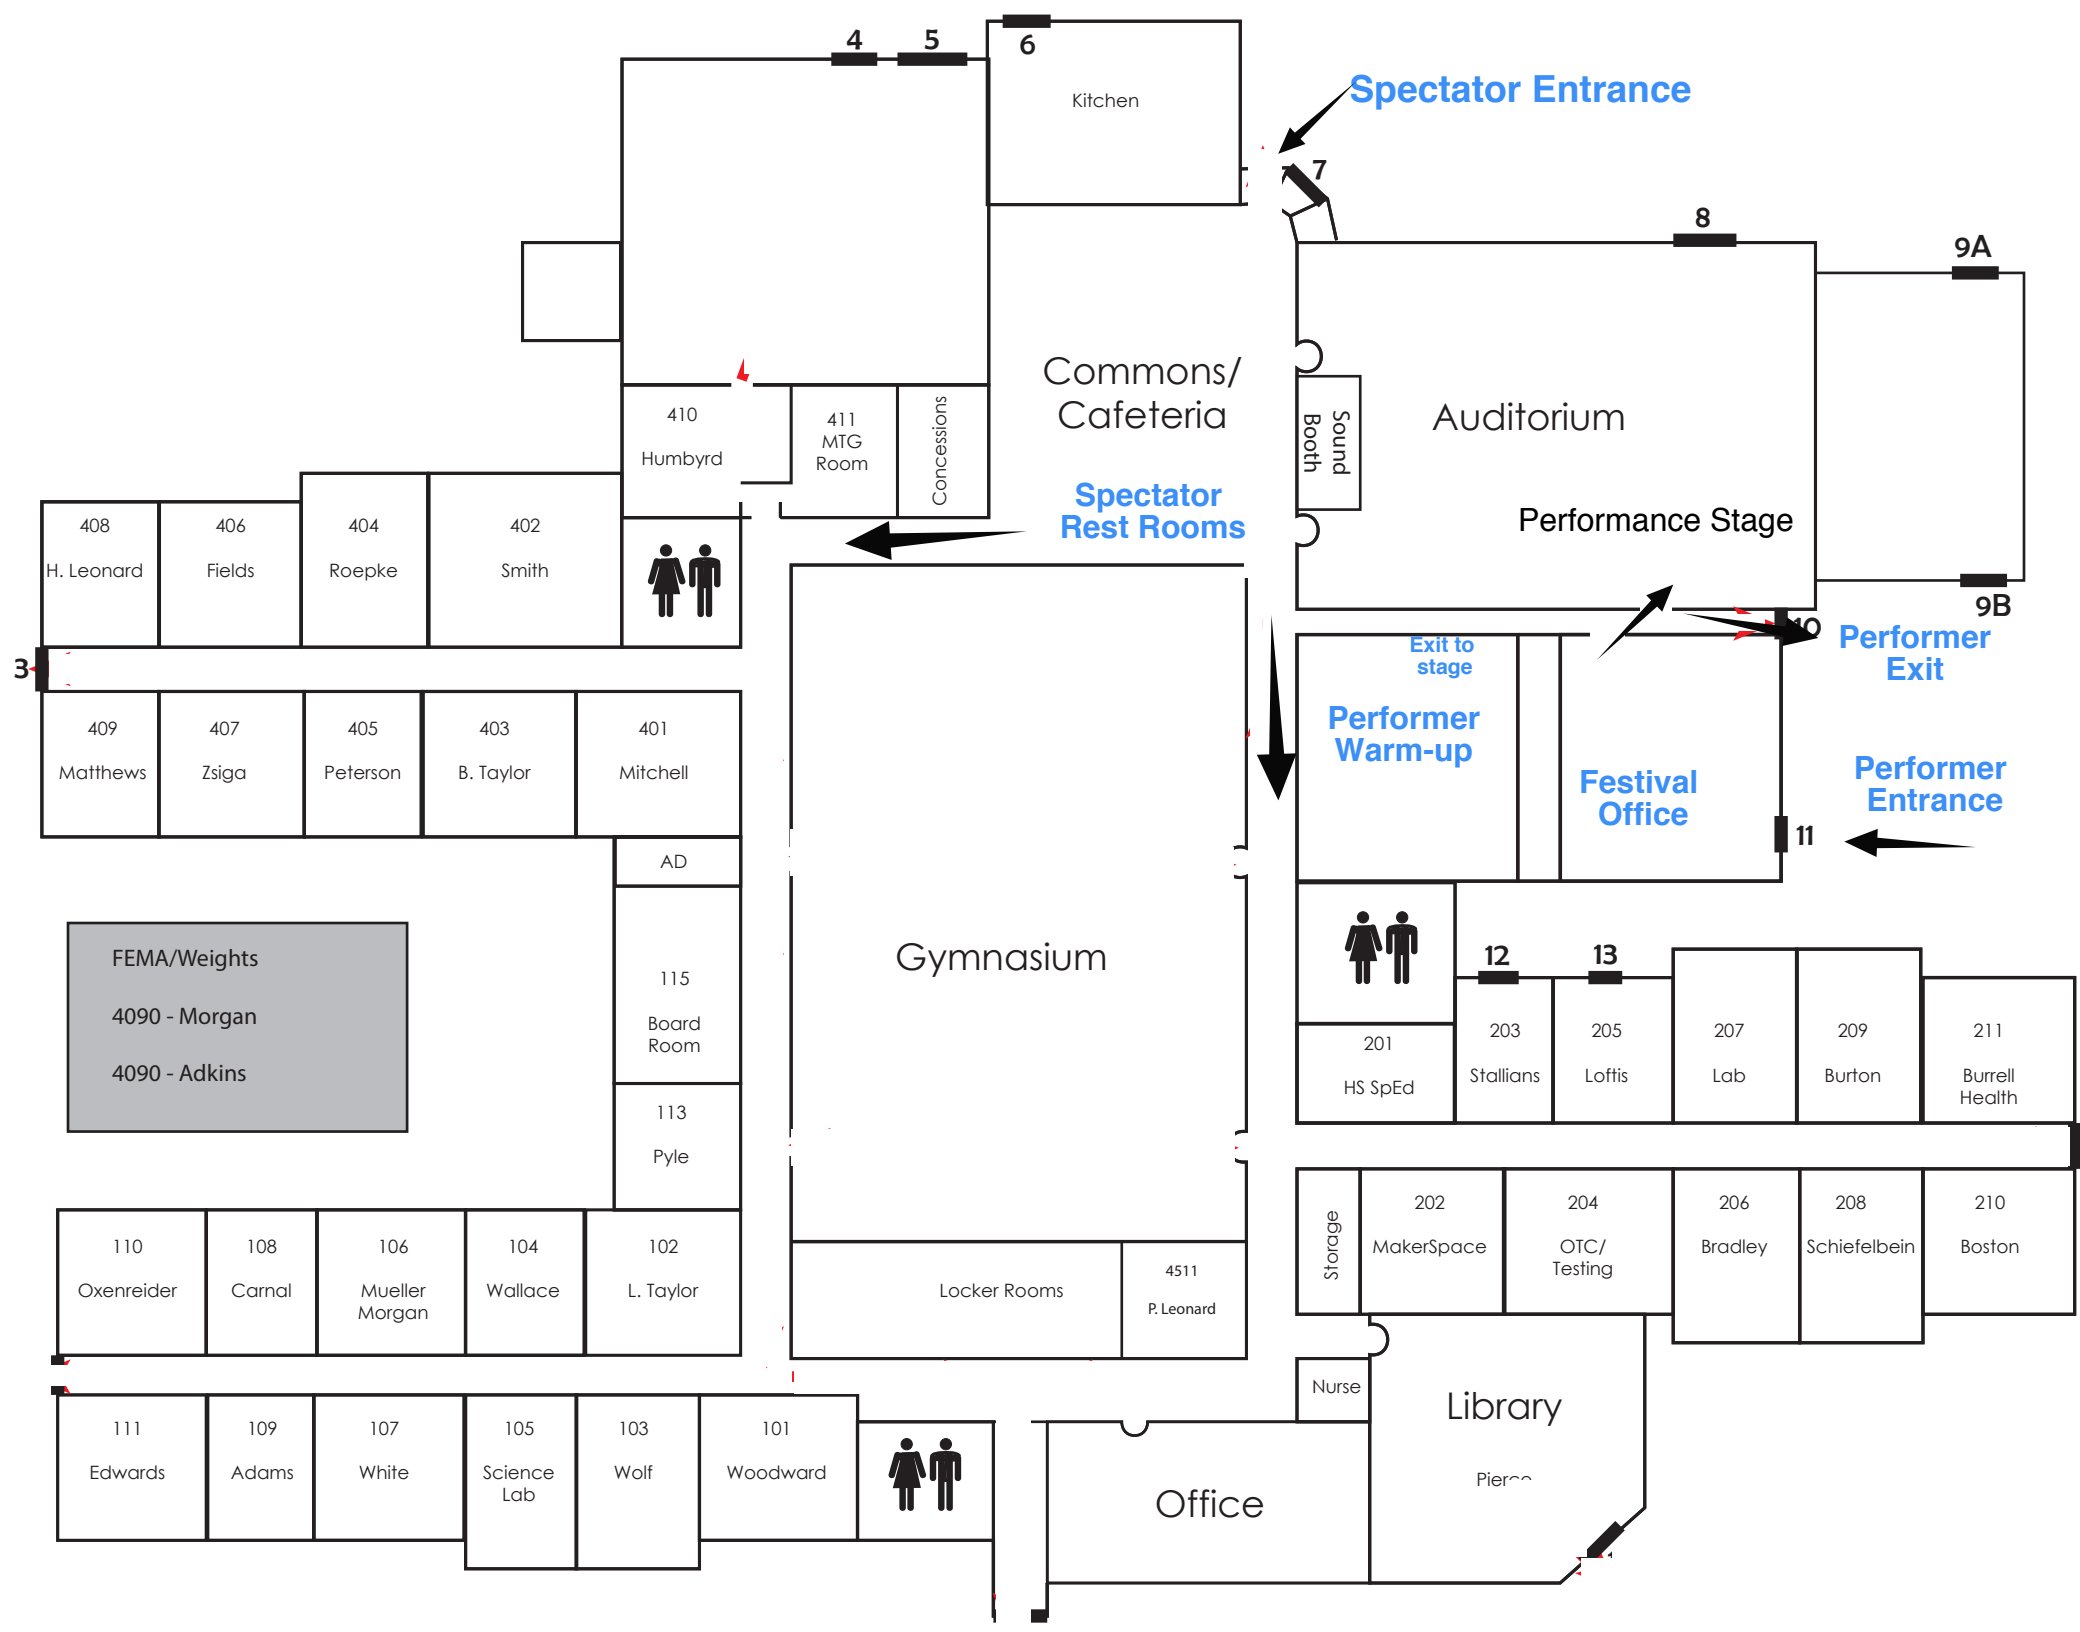 4
5
6
Kitchen
Spectator Entrance
7
8
9A
Commons/
Cafeteria
Auditorium
Sound
Booth
410
Humbyrd
411
MTG
Room
Concessions
Spectator
Rest Rooms
Performance Stage
408
H. Leonard
406
Fields
404
Roepke
402
Smith
9B
10
Performer
Exit
Exit to
stage
3
409
Matthews
407
Zsiga
405
Peterson
403
B. Taylor
401
Mitchell
Performer
Warm-up
Festival
Office
Performer
Entrance
11
AD
FEMA/Weights
4090 - Morgan
4090 - Adkins
115
Board
Room
Gymnasium
12
13
113
Pyle
201
HS SpEd
203
Stallians
205
Loftis
207
Lab
209
Burton
211
Burrell
Health
110
Oxenreider
108
Carnal
106
Mueller
Morgan
104
Wallace
102
L. Taylor
Locker Rooms
4511
P. Leonard
Storage
202
MakerSpace
204
OTC/
Testing
206
Bradley
208
Schiefelbein
210
Boston
Nurse
Library
111
Edwards
109
Adams
107
White
105
Science
Lab
103
Wolf
101
Woodward
Office